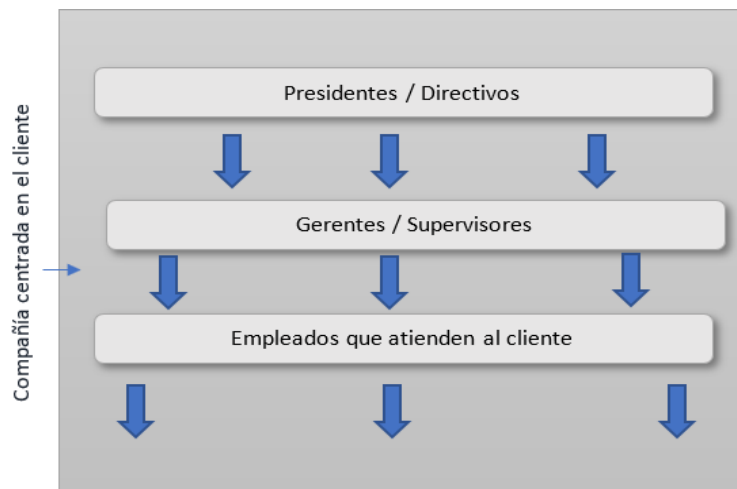 Compañía centrada en el cliente
Presidentes / Directivos
Gerentes / Supervisores
Empleados que atienden al cliente